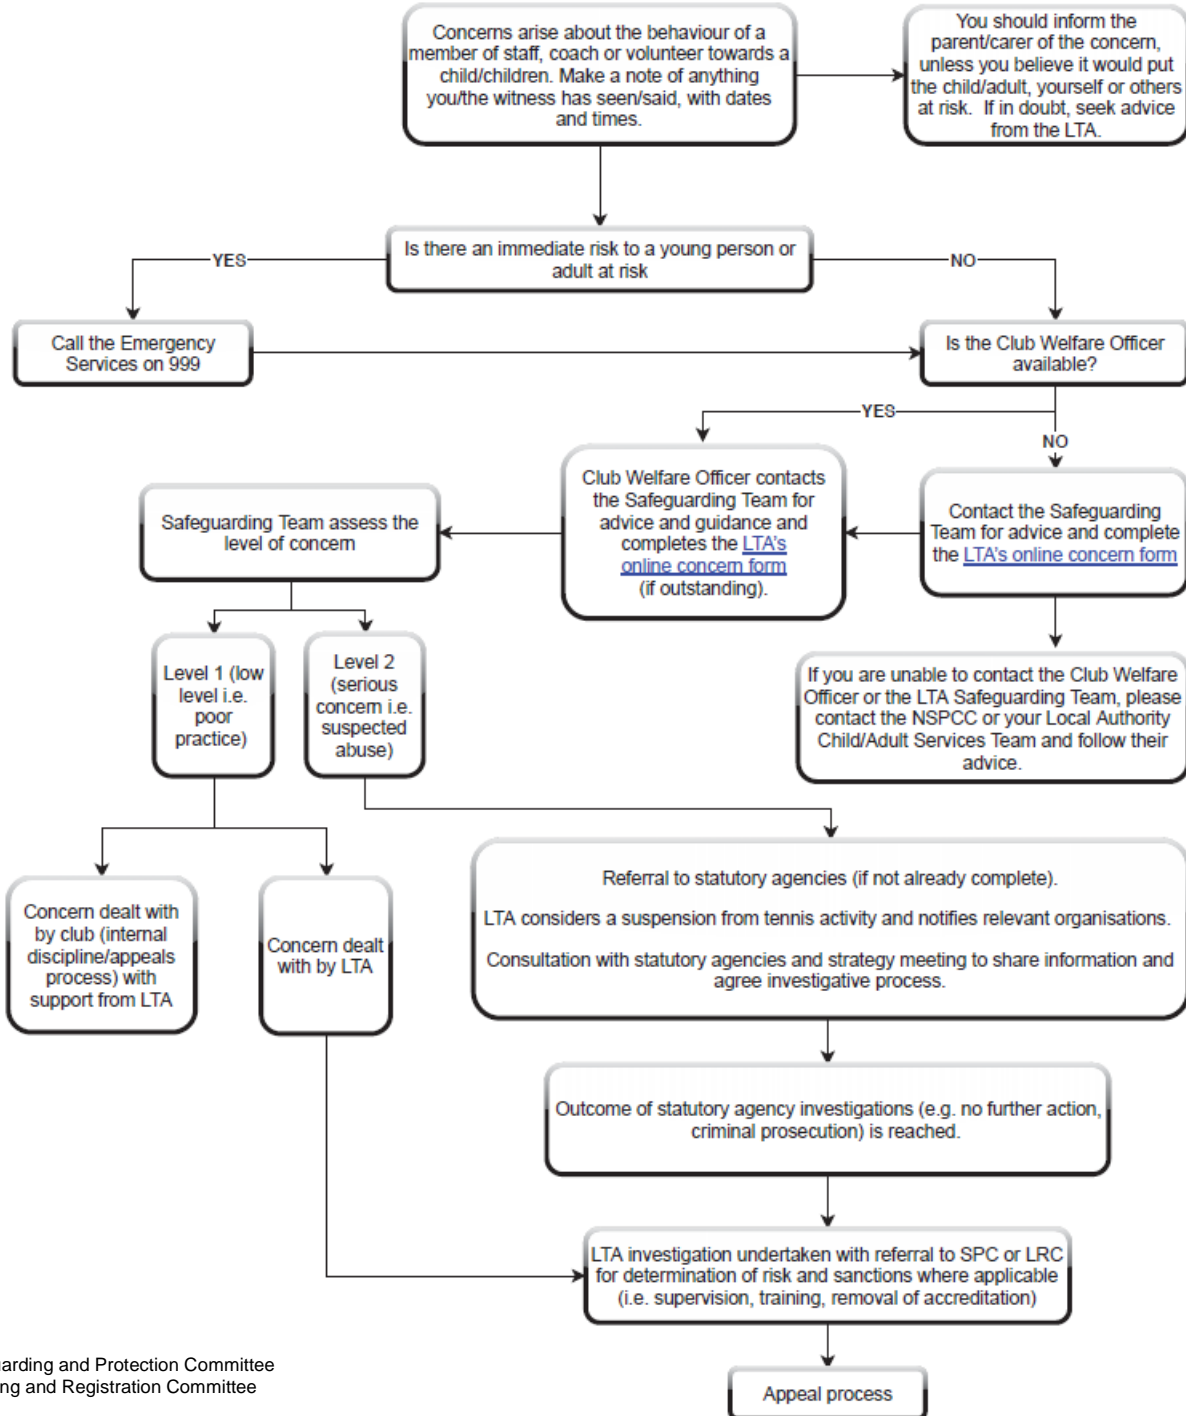 Concerns arise about the behaviour of a
member of staff, coach or volunteer towards a
child/children. Make a note of anything
you/the witness has seen/said, with dates
and times.
You should inform the
parent/carer of the concern,
unless you believe it would put
the child/adult, yourself or others
at risk. If in doubt, seek advice
from the LTA.
Is there an immediate risk to a young person or
adult at risk
YES
NO
Call the Emergency
Services on 999
Is the Club Welfare Officer
available?
YES
NO
Club Welfare Officer contacts
the Safeguarding Team for
advice and guidance and
completes the LTA's
online concern form
(if outstanding).
Contact the Safeguarding
Team for advice and complete
the LTA's online concern form
Safeguarding Team assess the
level of concern
Level 1 (low
level i.e.
poor
practice)
Level 2
(serious
concern i.e.
suspected
abuse)
If you are unable to contact the Club Welfare
Officer or the LTA Safeguarding Team, please
contact the NSPCC or your Local Authority
Child/Adult Services Team and follow their
advice.
Concern dealt with
by club (internal
discipline/appeals
process) with
support from LTA
Concern dealt
with by LTA
Referral to statutory agencies (if not already complete).
LTA considers a suspension from tennis activity and notifies relevant organisations.
Consultation with statutory agencies and strategy meeting to share information and
agree investigative process.
Outcome of statutory agency investigations (e.g. no further action,
criminal prosecution) is reached.
LTA investigation undertaken with referral to SPC or LRC
for determination of risk and sanctions where applicable
(i.e. supervision, training, removal of accreditation)
Appeal process
arding and Protection Committee
ng and Registration Committee